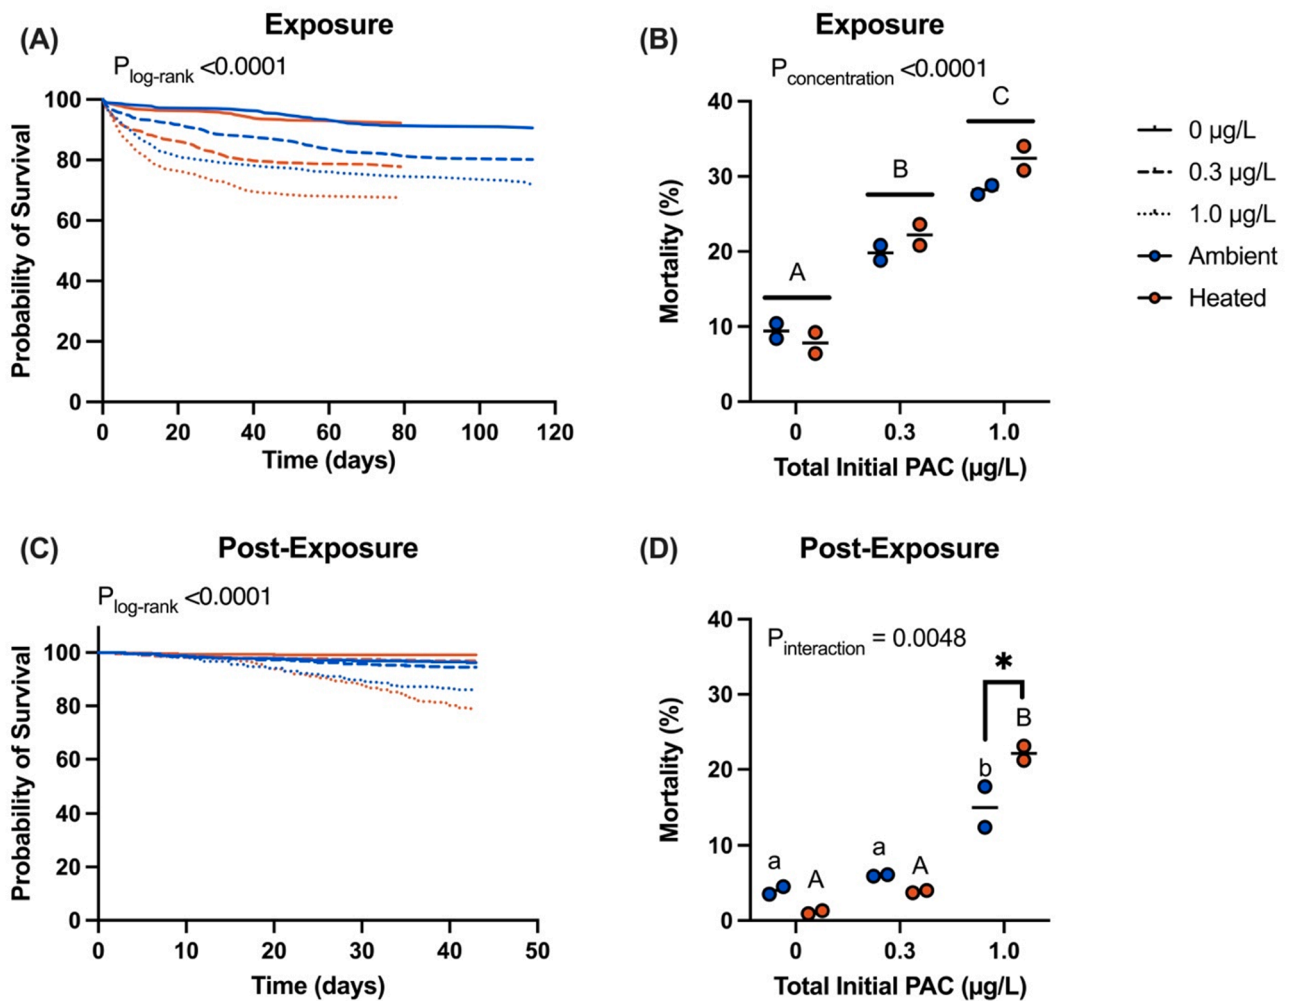 (A)
Exposure
P log-rank <0.0001
Probability of Survival
100
80
60
40
20
0
0 20 40 60 80 100 120
Time (days)
(B)
Exposure
P concentration <0.0001
Mortality (%)
40
30
20
10
0
A
B
C
0 0.3 1.0
Total Initial PAC (µg/L)
0 µg/L
0.3 µg/L
1.0 µg/L
Ambient
Heated
(C)
Post-Exposure
P log-rank <0.0001
Probability of Survival
100
80
60
40
20
0
0 10 20 30 40 50
Time (days)
(D)
Post-Exposure
P interaction = 0.0048
Mortality (%)
40
30
20
10
0
a
A
a
A
b
B
*
0 0.3 1.0
Total Initial PAC (µg/L)